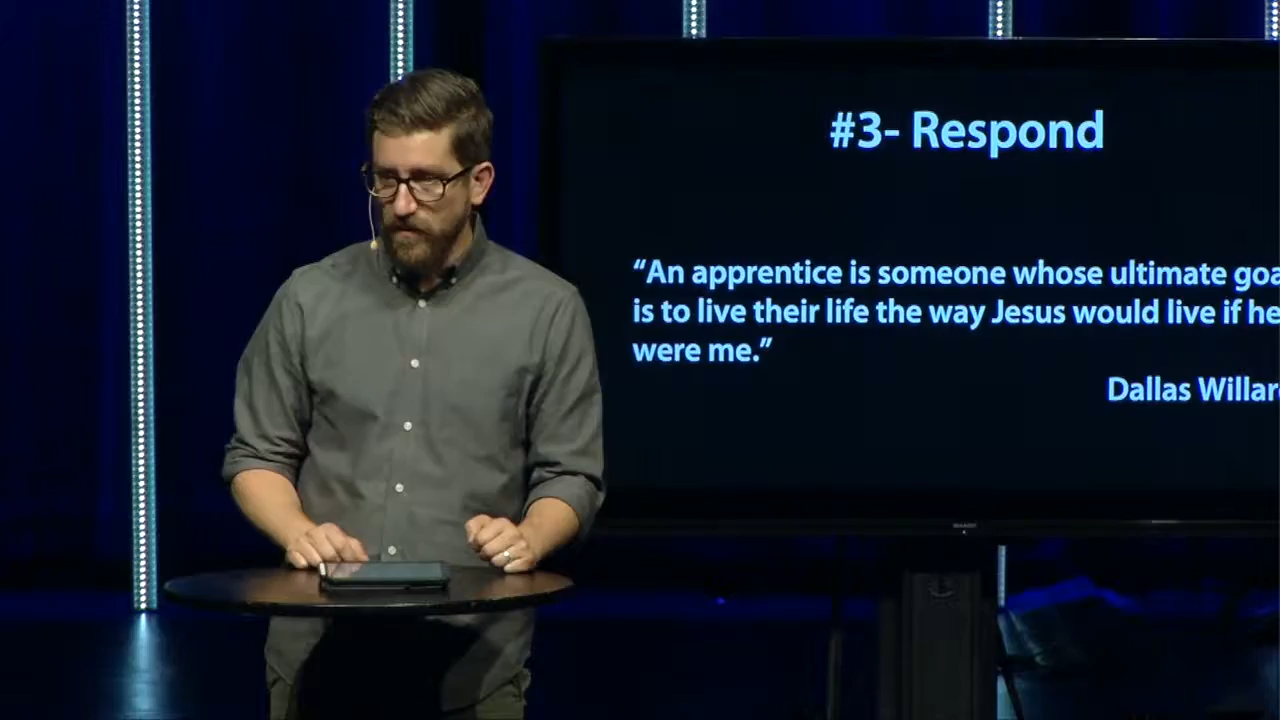 #3- Respond
“An apprentice is someone whose ultimate goa
is to live their life the way Jesus would live if he
were me.”
Dallas Willar
SHARP